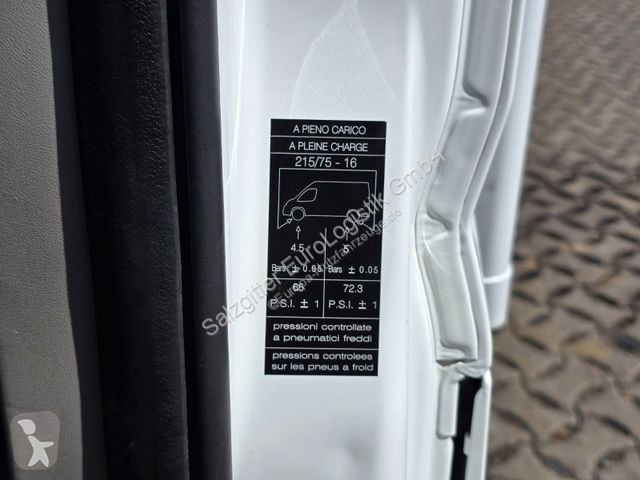 A PIENO CARICO
A PLEINE CHARGE
215/75 - 16
4.5 5
Bars ± 0.05 Bars ± 0.05
65 72.3
P.S.I. ± 1 P.S.I. ± 1
pressioni controllate
a pneumatici freddi
pressions controlees
sur les pneus a froid
Salzgitter EuroLogistik GmbH